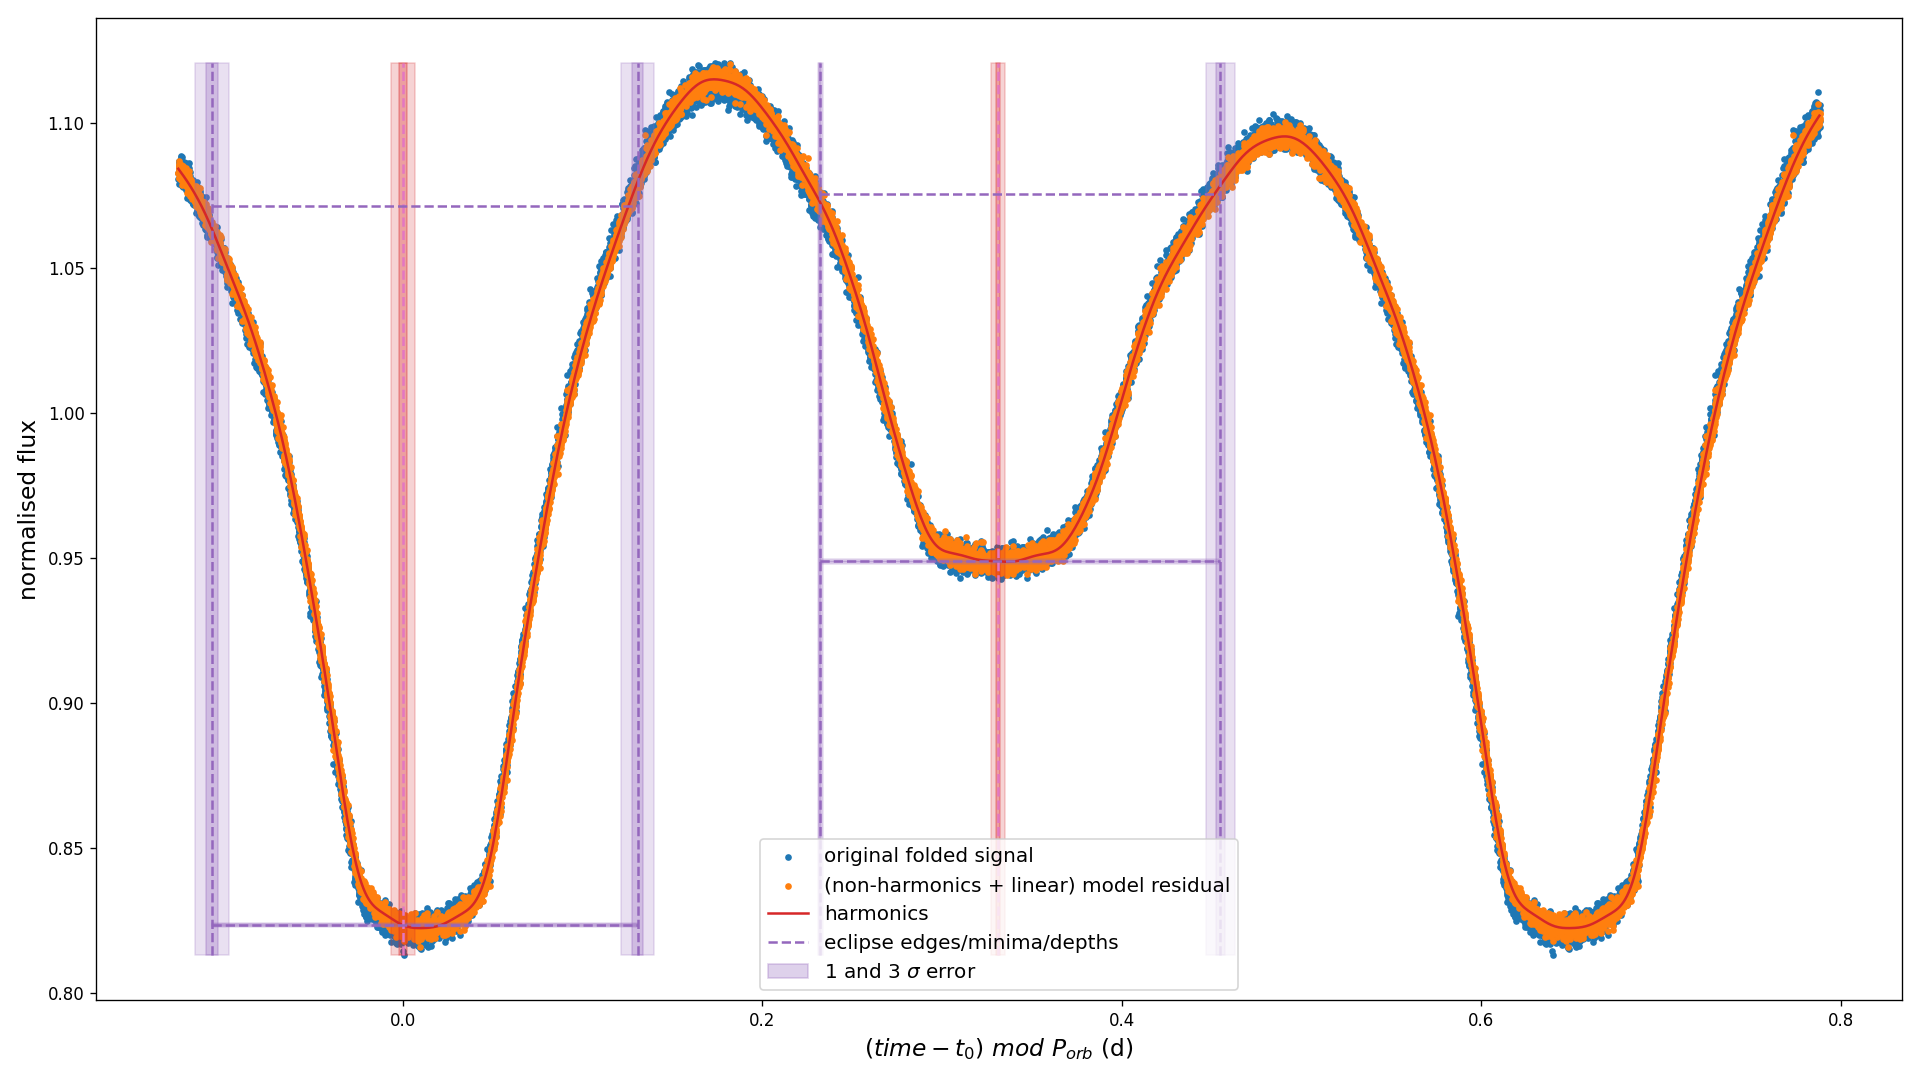 normalised flux
1.10
1.05
1.00
0.95
0.90
0.85
0.80
original folded signal
(non-harmonics + linear) model residual
harmonics
eclipse edges/minima/depths
1 and 3 σ error
0.0 0.2 0.4 0.6 0.8
(time − t₀) mod P_orb (d)